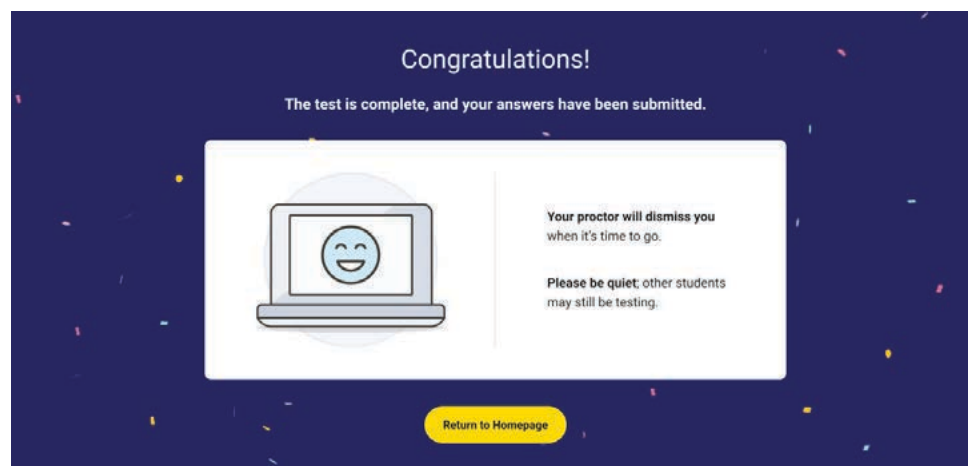 Congratulations!
The test is complete, and your answers have been submitted.
Your proctor will dismiss you
when it's time to go.
Please be quiet; other students
may still be testing.
Return to Homepage